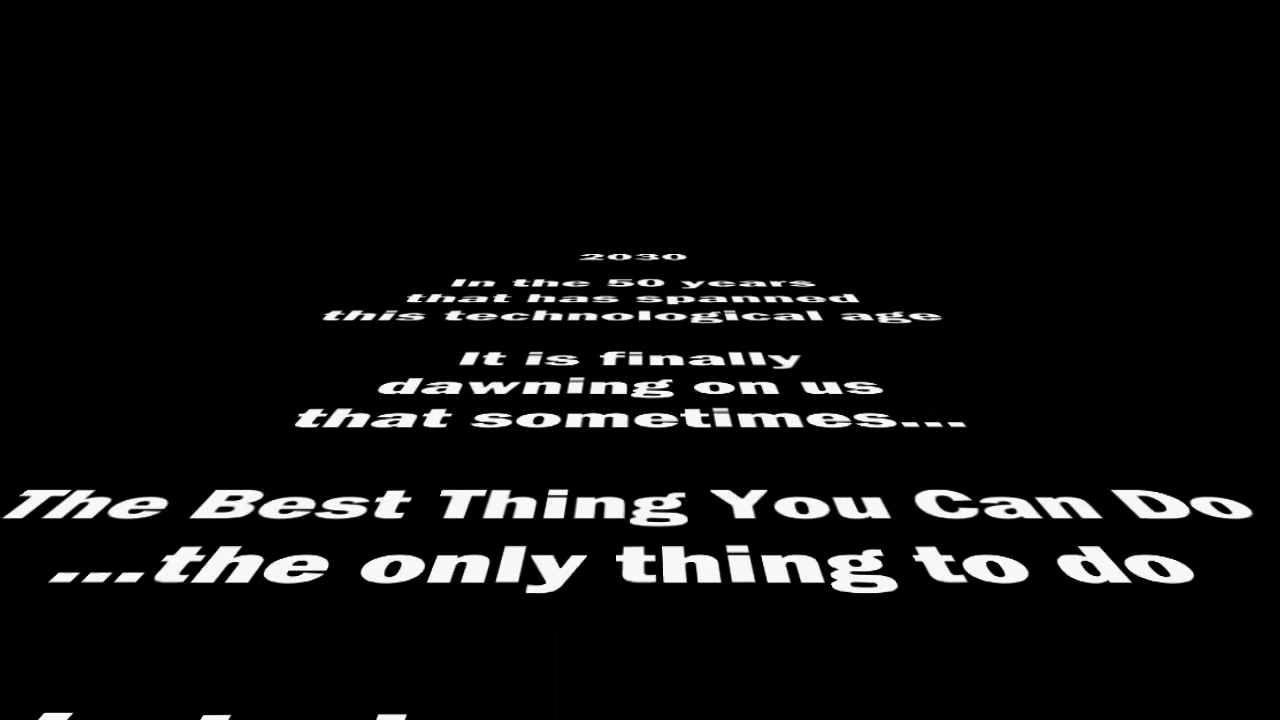 2030
In the 50 years
that has spanned
this technological age
It is finally
dawning on us
that sometimes...
The Best Thing You Can Do
...the only thing to do